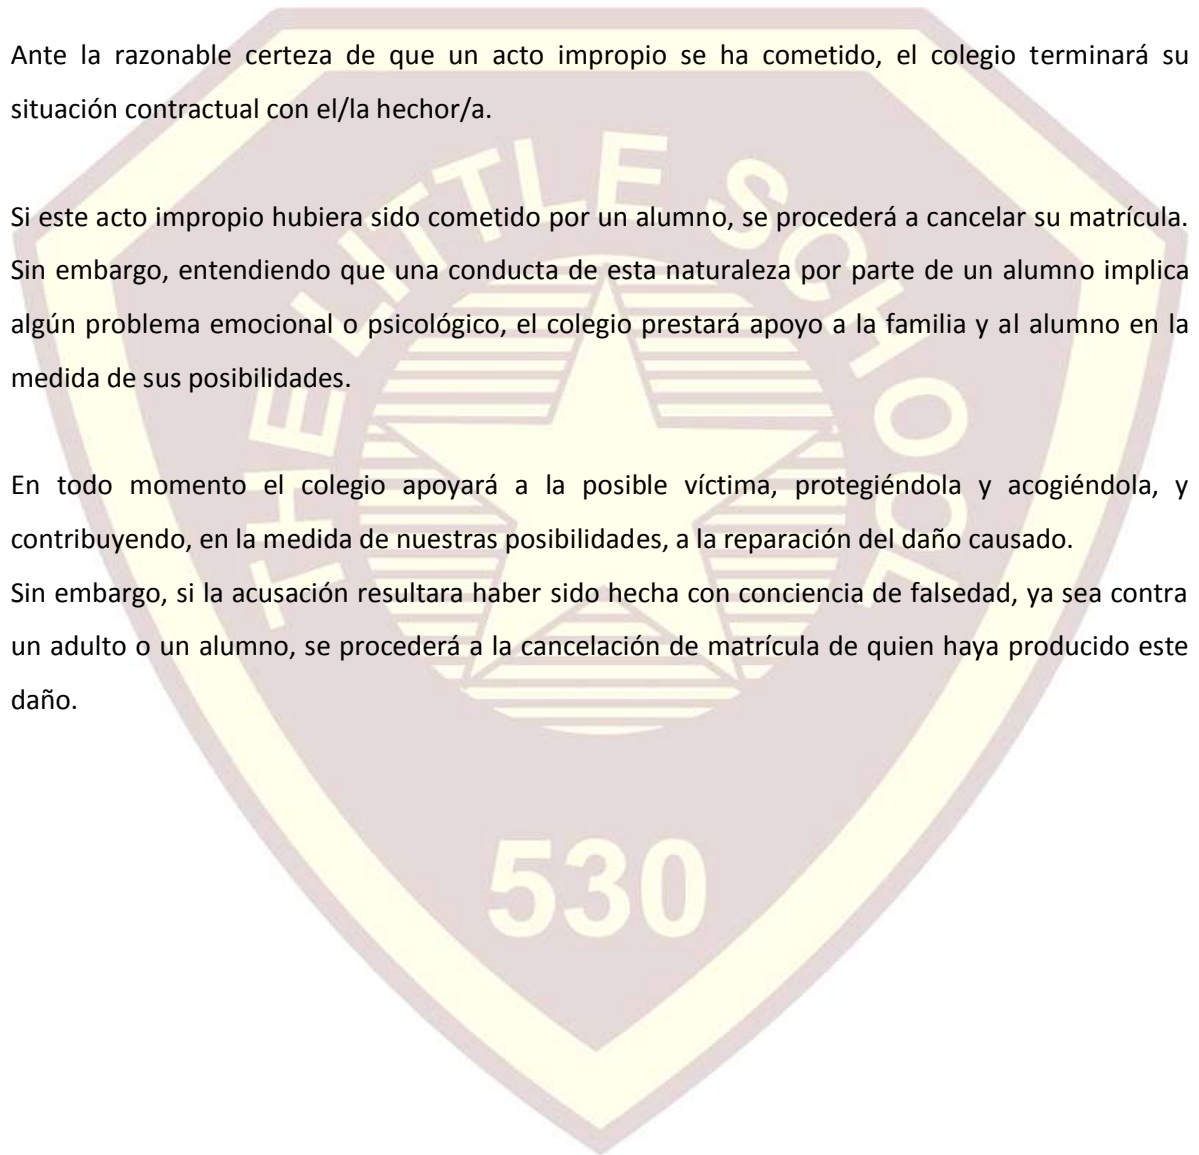 Ante la razonable certeza de que un acto impropio se ha cometido, el colegio terminará su
situación contractual con el/la hechor/a.
Si este acto impropio hubiera sido cometido por un alumno, se procederá a cancelar su matrícula.
Sin embargo, entendiendo que una conducta de esta naturaleza por parte de un alumno implica
algún problema emocional o psicológico, el colegio prestará apoyo a la familia y al alumno en la
medida de sus posibilidades.
En todo momento el colegio apoyará a la posible víctima, protegiéndola y acogiéndola, y
contribuyendo, en la medida de nuestras posibilidades, a la reparación del daño causado.
Sin embargo, si la acusación resultara haber sido hecha con conciencia de falsedad, ya sea contra
un adulto o un alumno, se procederá a la cancelación de matrícula de quien haya producido este
daño.
THE LITTLE SCHOOL
530